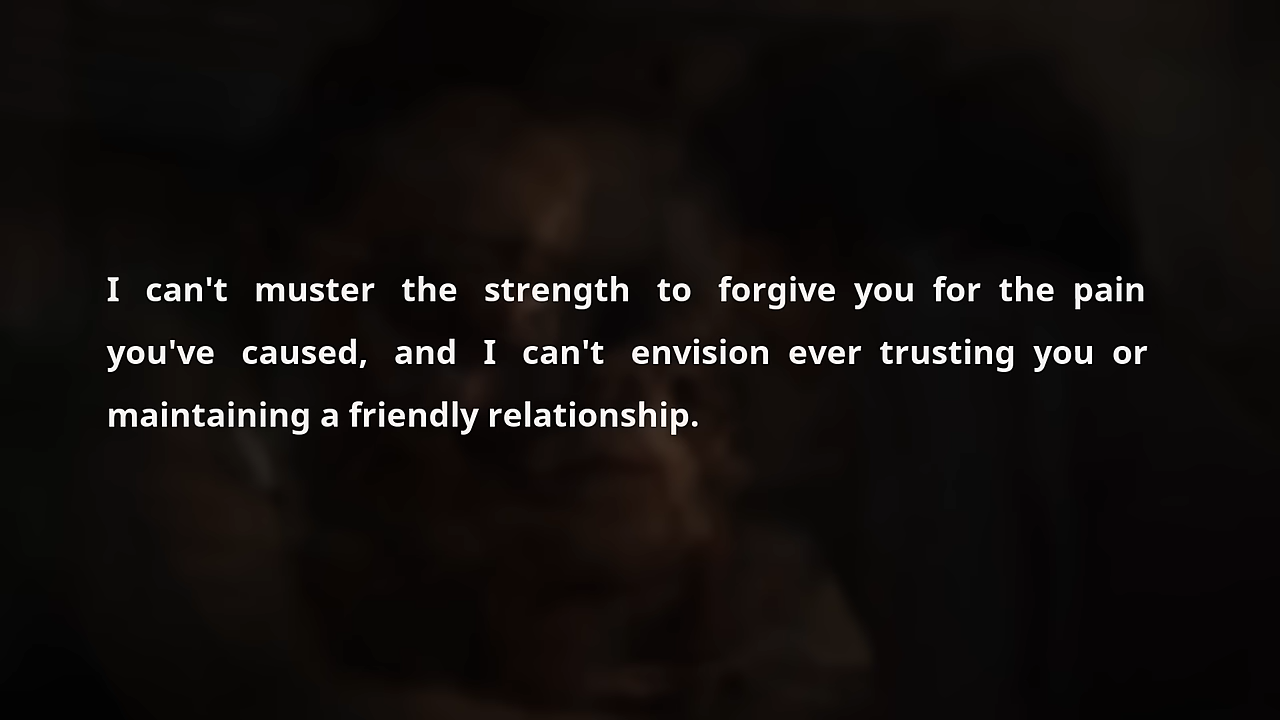 I can't muster the strength to forgive you for the pain
you've caused, and I can't envision ever trusting you or
maintaining a friendly relationship.